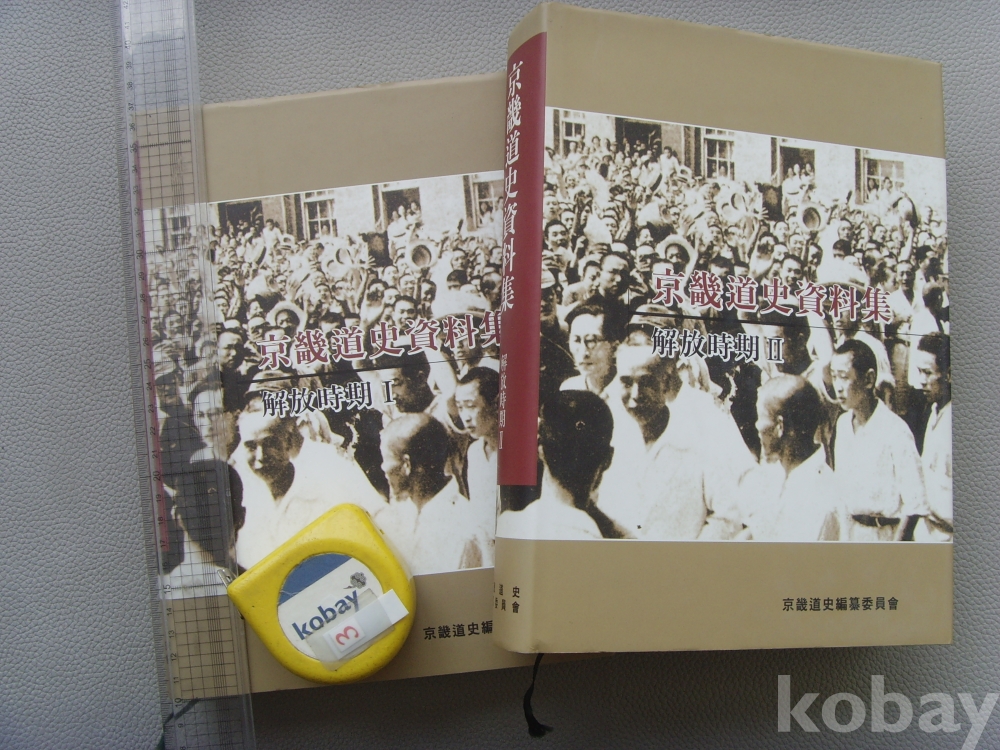 京畿道史資料集
解放時期 I
京畿道史編
kobay
3
京畿道史資料集
解放時期 II
史
會
京畿道史資料集
解放時期 II
京畿道史編纂委員會
kobay